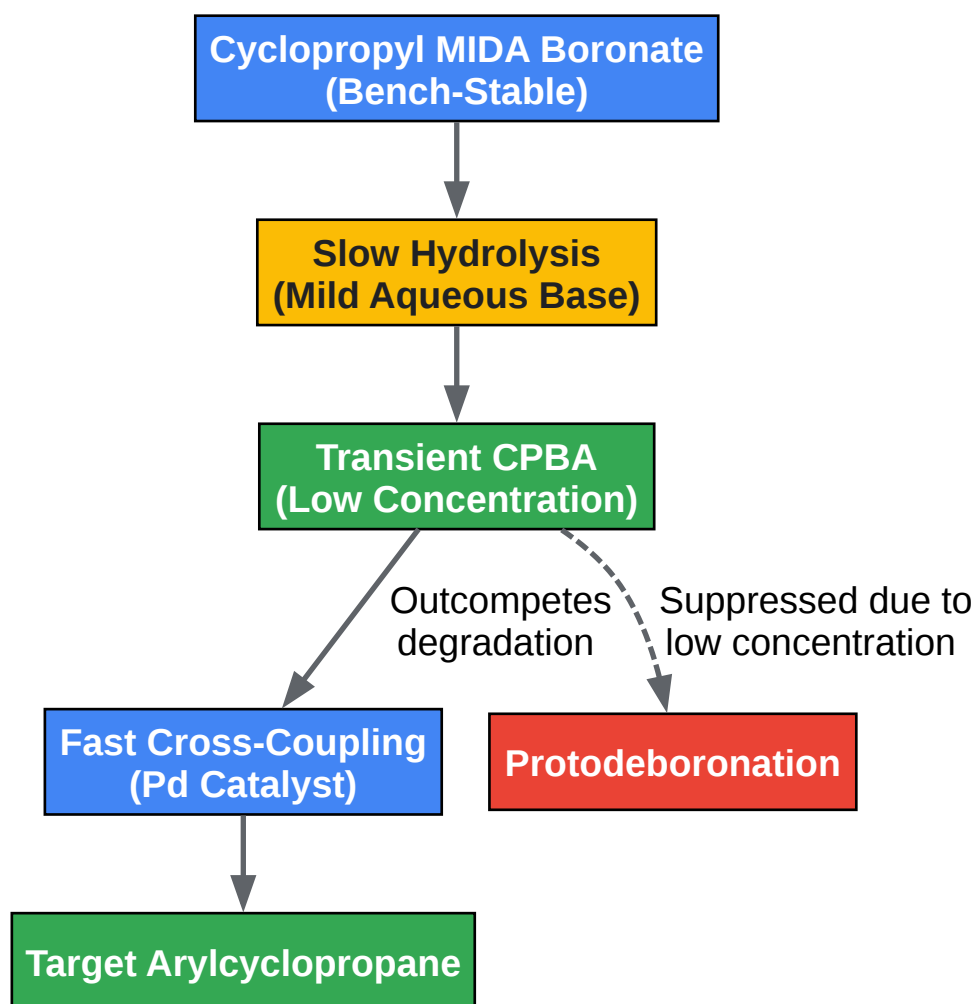 Cyclopropyl MIDA Boronate
(Bench-Stable)
Slow Hydrolysis
(Mild Aqueous Base)
Transient CPBA
(Low Concentration)
Outcompetes
degradation
Suppressed due to
low concentration
Fast Cross-Coupling
(Pd Catalyst)
Protodeboronation
Target Arylcyclopropane